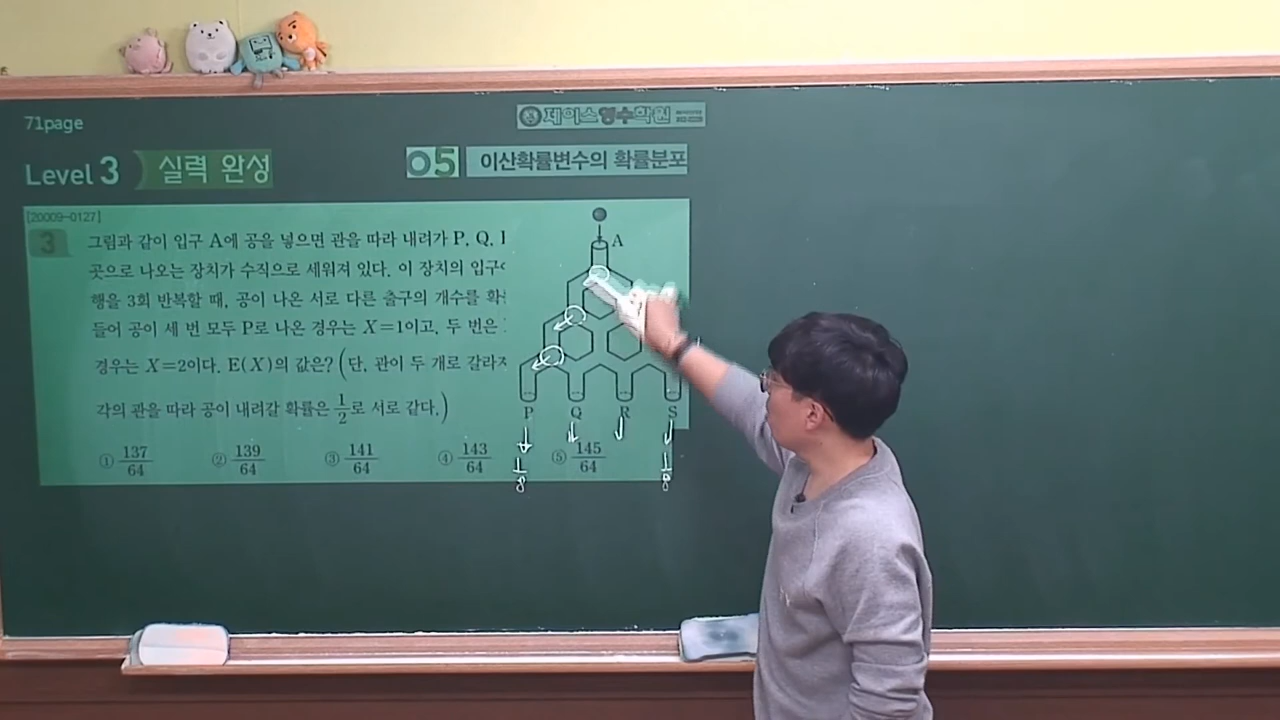 71page
제이스영수학원
Level 3 실력 완성
05 이산확률변수의 확률분포
[20009-0127]
3
그림과 같이 입구 A에 공을 넣으면 관을 따라 내려가 P, Q,
곳으로 나오는 장치가 수직으로 세워져 있다. 이 장치의 입구
행을 3회 반복할 때, 공이 나온 서로 다른 출구의 개수를 확
들어 공이 세 번 모두 P로 나온 경우는 X=1이고, 두 번은
경우는 X=2이다. E(X)의 값은? (단, 관이 두 개로 갈라
각의 관을 따라 공이 내려갈 확률은 1/2로 서로 같다.)
① 137/64 ② 139/64 ③ 141/64 ④ 143/64 ⑤ 145/64
A
P Q R S
1/8 1/8